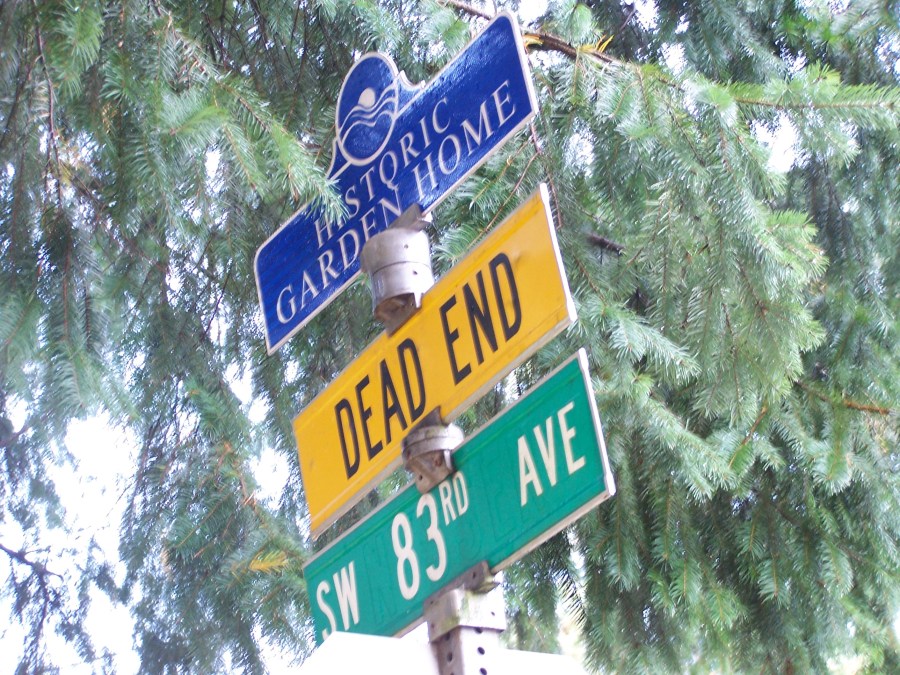 HISTORIC
GARDEN HOME
DEAD END
SW 83RD AVE